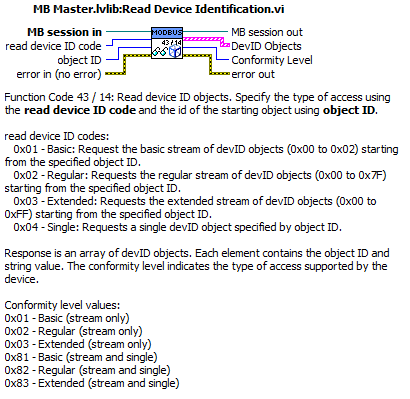 MB Master.lvlib:Read Device Identification.vi
MB session in
MODBUS
MB session out
read device ID code
43 / 14
DevID Objects
object ID
Conformity Level
error in (no error)
error out
Function Code 43 / 14: Read device ID objects. Specify the type of access using
the read device ID code and the id of the starting object using object ID.
read device ID codes:
0x01 - Basic: Request the basic stream of devID objects (0x00 to 0x02) starting
from the specified object ID.
0x02 - Regular: Requests the regular stream of devID objects (0x00 to 0x7F)
starting from the specified object ID.
0x03 - Extended: Requests the extended stream of devID objects (0x00 to
0xFF) starting from the specified object ID.
0x04 - Single: Requests a single devID object specified by object ID.
Response is an array of devID objects. Each element contains the object ID and
string value. The conformity level indicates the type of access supported by the
device.
Conformity level values:
0x01 - Basic (stream only)
0x02 - Regular (stream only)
0x03 - Extended (stream only)
0x81 - Basic (stream and single)
0x82 - Regular (stream and single)
0x83 - Extended (stream and single)